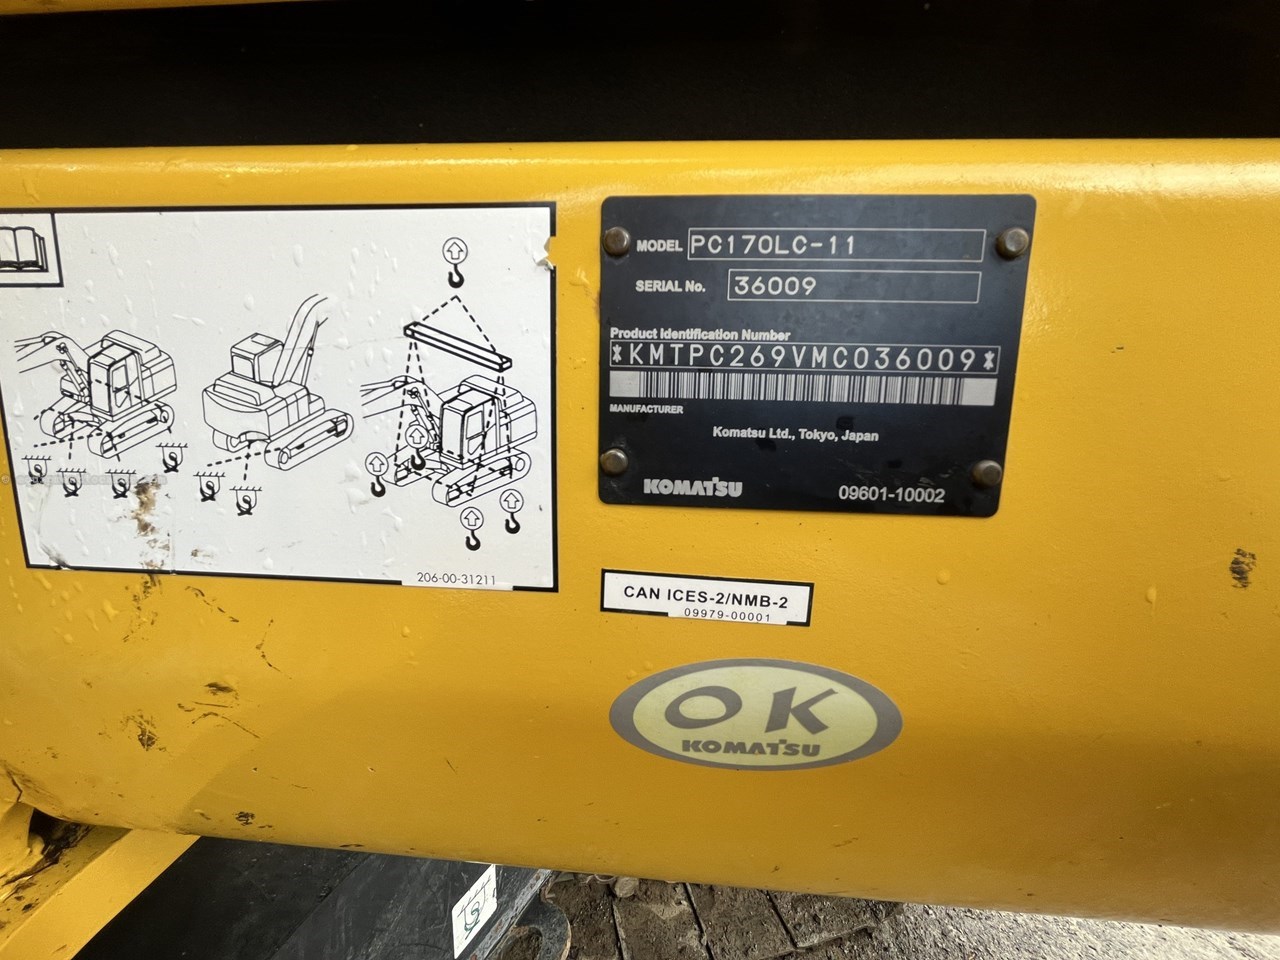 MODEL PC170LC-11
SERIAL No. 36009
Product Identification Number
*KMTPC269VMC036009*
MANUFACTURER
Komatsu Ltd., Tokyo, Japan
KOMATSU 09601-10002
206-00-31211
CAN ICES-2/NMB-2
09979-00001
OK
KOMATSU